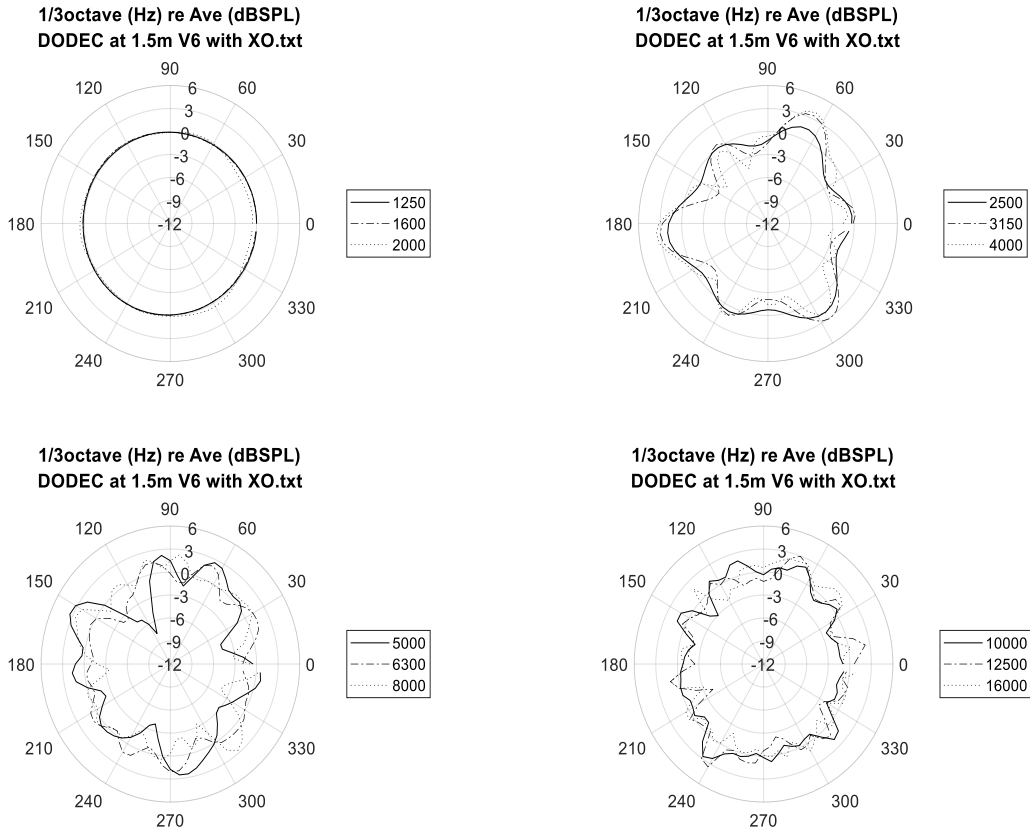 1/3octave (Hz) re Ave (dBSPL)
DODEC at 1.5m V6 with XO.txt
90
120 6 60
3
150 0 30
-3
-6
-9
180 -12 0
210 330
240 300
270
1250
1600
2000
1/3octave (Hz) re Ave (dBSPL)
DODEC at 1.5m V6 with XO.txt
90
120 6 60
3
150 0 30
-3
-6
-9
180 -12 0
210 330
240 300
270
2500
3150
4000
1/3octave (Hz) re Ave (dBSPL)
DODEC at 1.5m V6 with XO.txt
90
120 6 60
3
150 0 30
-3
-6
-9
180 -12 0
210 330
240 300
270
5000
6300
8000
1/3octave (Hz) re Ave (dBSPL)
DODEC at 1.5m V6 with XO.txt
90
120 6 60
3
150 0 30
-3
-6
-9
180 -12 0
210 330
240 300
270
10000
12500
16000